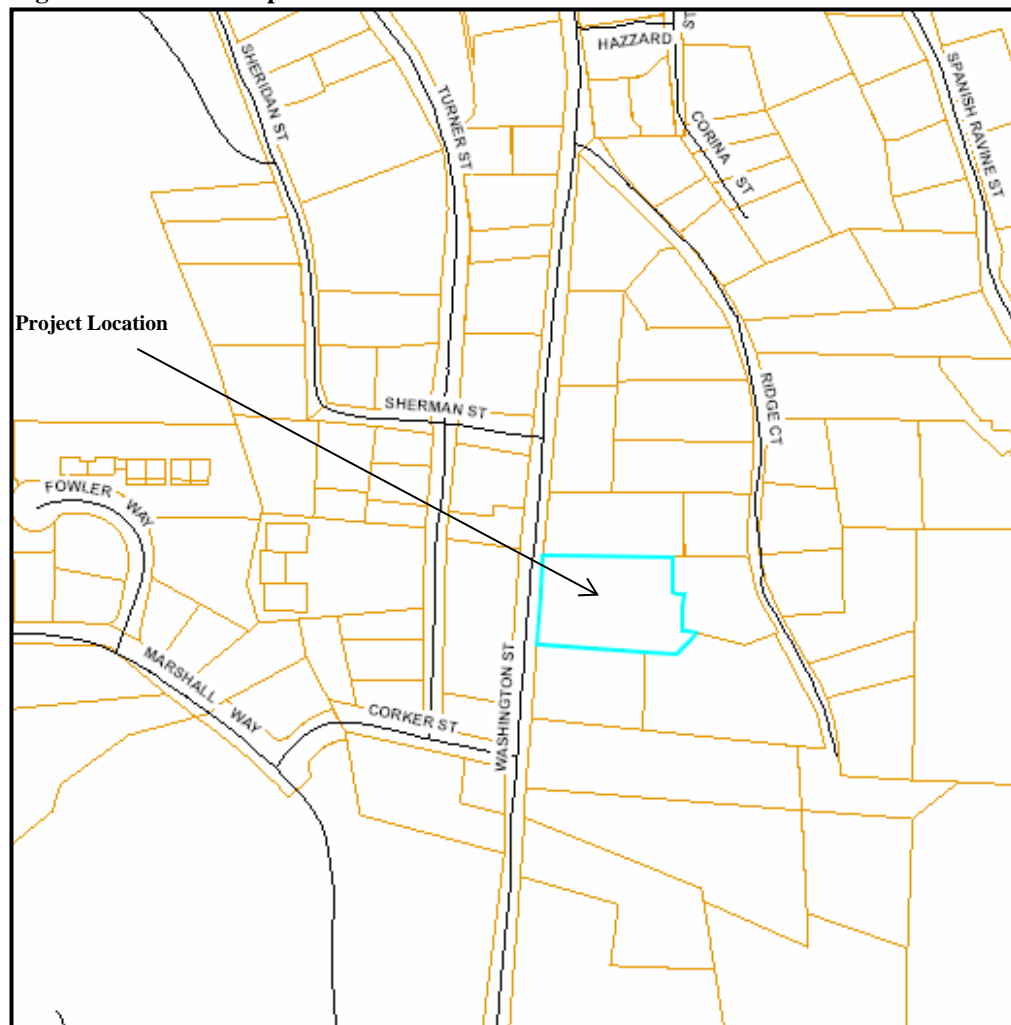 HAZZARD ST
SHERIDAN ST
TURNER ST
SPANISH RAVINE ST
CORINA ST
Project Location
RIDGE CT
SHERMAN ST
FOWLER WAY
MARSHALL WAY
WASHINGTON ST
CORKER ST